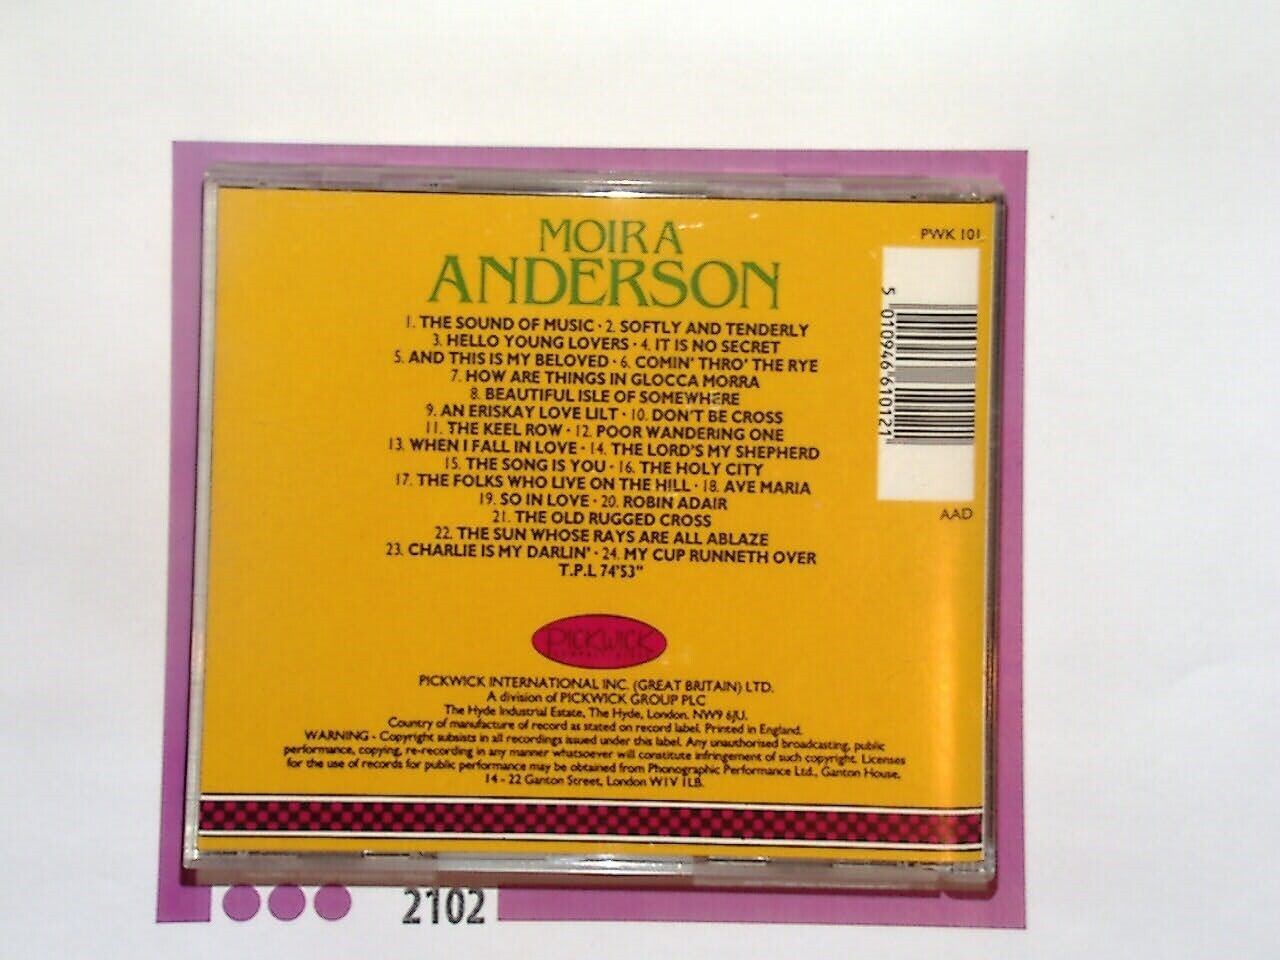 MOIRA
ANDERSON
1. THE SOUND OF MUSIC · 2. SOFTLY AND TENDERLY
3. HELLO YOUNG LOVERS · 4. IT IS NO SECRET
5. AND THIS IS MY BELOVED · 6. COMIN' THRO' THE RYE
7. HOW ARE THINGS IN GLOCCA MORRA
8. BEAUTIFUL ISLE OF SOMEWHERE
9. AN ERISKAY LOVE LILT · 10. DON'T BE CROSS
11. THE KEEL ROW · 12. POOR WANDERING ONE
13. WHEN I FALL IN LOVE · 14. THE LORD'S MY SHEPHERD
15. THE SONG IS YOU · 16. THE HOLY CITY
17. THE FOLKS WHO LIVE ON THE HILL · 18. AVE MARIA
19. SO IN LOVE · 20. ROBIN ADAIR
21. THE OLD RUGGED CROSS
22. THE SUN WHOSE RAYS ARE ALL ABLAZE
23. CHARLIE IS MY DARLIN' · 24. MY CUP RUNNETH OVER
T.P.L 74'53"
PWK 101
5 010946 610121
AAD
PICKWICK
PICKWICK INTERNATIONAL INC. (GREAT BRITAIN) LTD.
A division of PICKWICK GROUP PLC
The Hyde Industrial Estate, The Hyde, London. NW9 6JU.
Country of manufacture of record as stated on record label. Printed in England.
WARNING - Copyright subsists in all recordings issued under this label. Any unauthorised broadcasting, public
performance, copying, re-recording in any manner whatsoever will constitute infringement of such copyright. Licenses
for the use of records for public performance may be obtained from Phonographic Performance Ltd., Ganton House,
14 - 22 Ganton Street, London W1V 1LB.
2102